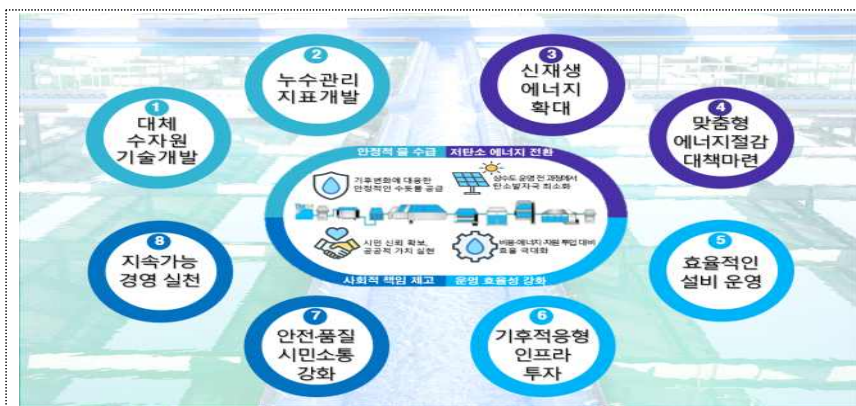 1
대체
수자원
기술개발
2
누수관리
지표개발
3
신재생
에너지
확대
4
맞춤형
에너지절감
대책마련
안정적 물 수급
저탄소 에너지 전환
기후변화에 대응한
안정적인 수돗물 공급
상수도 운영 전 과정에서
탄소발자국 최소화
시민 신뢰 확보,
공공적 가치 실현
비용·에너지·자원 투입 대비
효율 극대화
사회적 책임 제고
운영 효율성 강화
5
효율적인
설비 운영
6
기후적응형
인프라
투자
7
안전·품질
시민소통
강화
8
지속가능
경영 실천